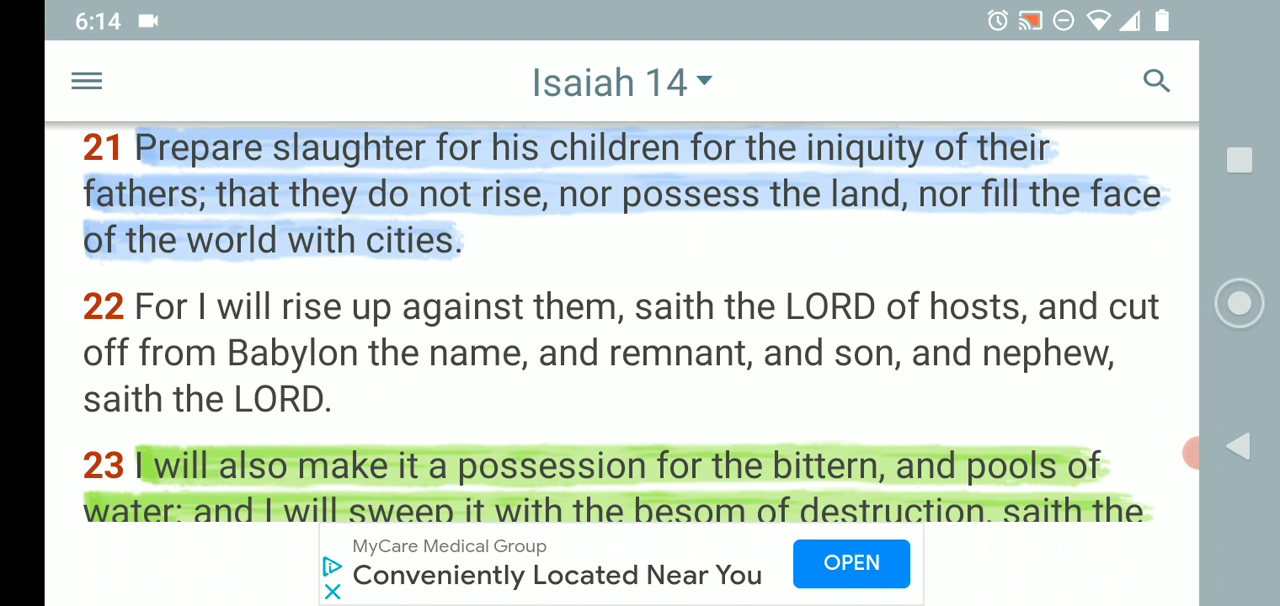 6:14
Isaiah 14
21 Prepare slaughter for his children for the iniquity of their
fathers; that they do not rise, nor possess the land, nor fill the face
of the world with cities.
22 For I will rise up against them, saith the LORD of hosts, and cut
off from Babylon the name, and remnant, and son, and nephew,
saith the LORD.
23 I will also make it a possession for the bittern, and pools of
water: and I will sweep it with the besom of destruction, saith the
MyCare Medical Group
Conveniently Located Near You
OPEN